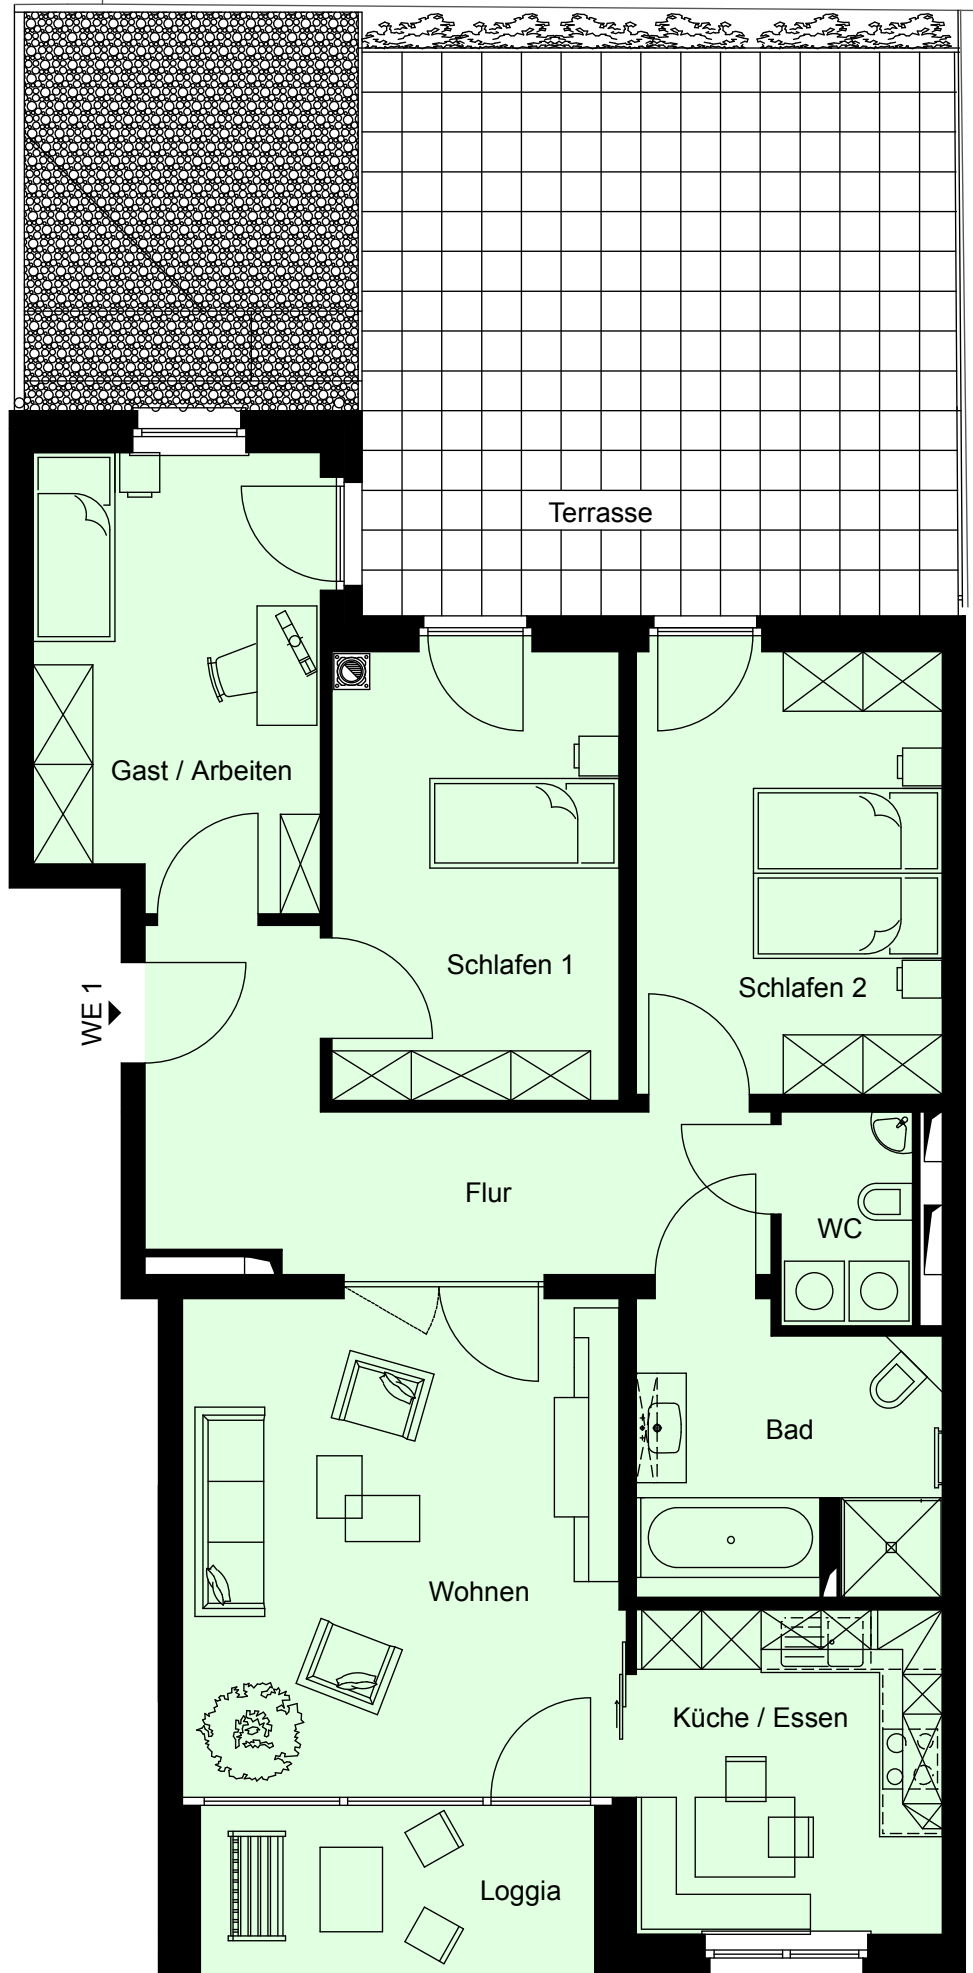 Terrasse
Gast / Arbeiten
Schlafen 1
Schlafen 2
WE 1
Flur
WC
Bad
Wohnen
Küche / Essen
Loggia